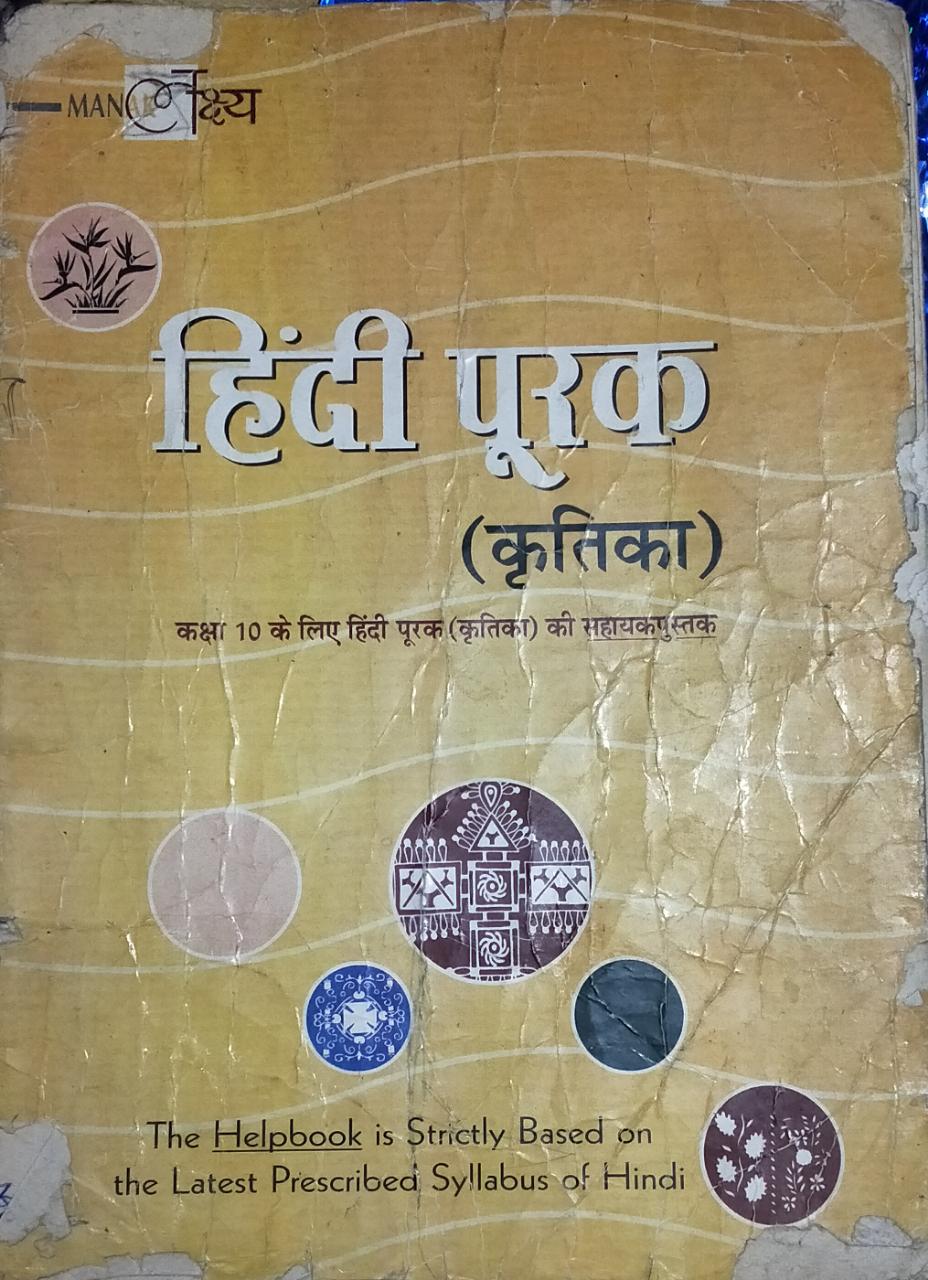 MANAK लक्ष्य
हिंदी पूरक
(कृतिका)
कक्षा 10 के लिए हिंदी पूरक (कृतिका) की सहायकपुस्तक
The Helpbook is Strictly Based on
the Latest Prescribed Syllabus of Hindi